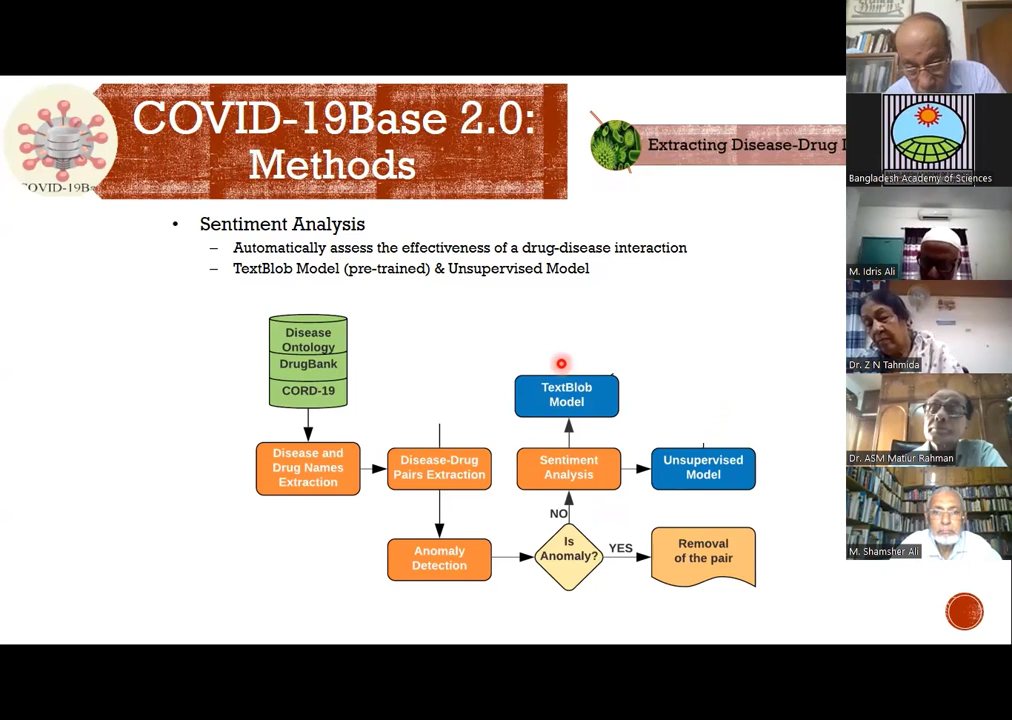 COVID-19Base 2.0:
Methods
Extracting Disease-Drug
• Sentiment Analysis
– Automatically assess the effectiveness of a drug-disease interaction
– TextBlob Model (pre-trained) & Unsupervised Model
Disease
Ontology
DrugBank
CORD-19
Disease and
Drug Names
Extraction
Disease-Drug
Pairs Extraction
Anomaly
Detection
Is
Anomaly?
NO
YES
Removal
of the pair
Sentiment
Analysis
TextBlob
Model
Unsupervised
Model
Bangladesh Academy of Sciences
M. Idris Ali
Dr. Z N Tahmida
Dr. ASM Matiur Rahman
M. Shamsher Ali